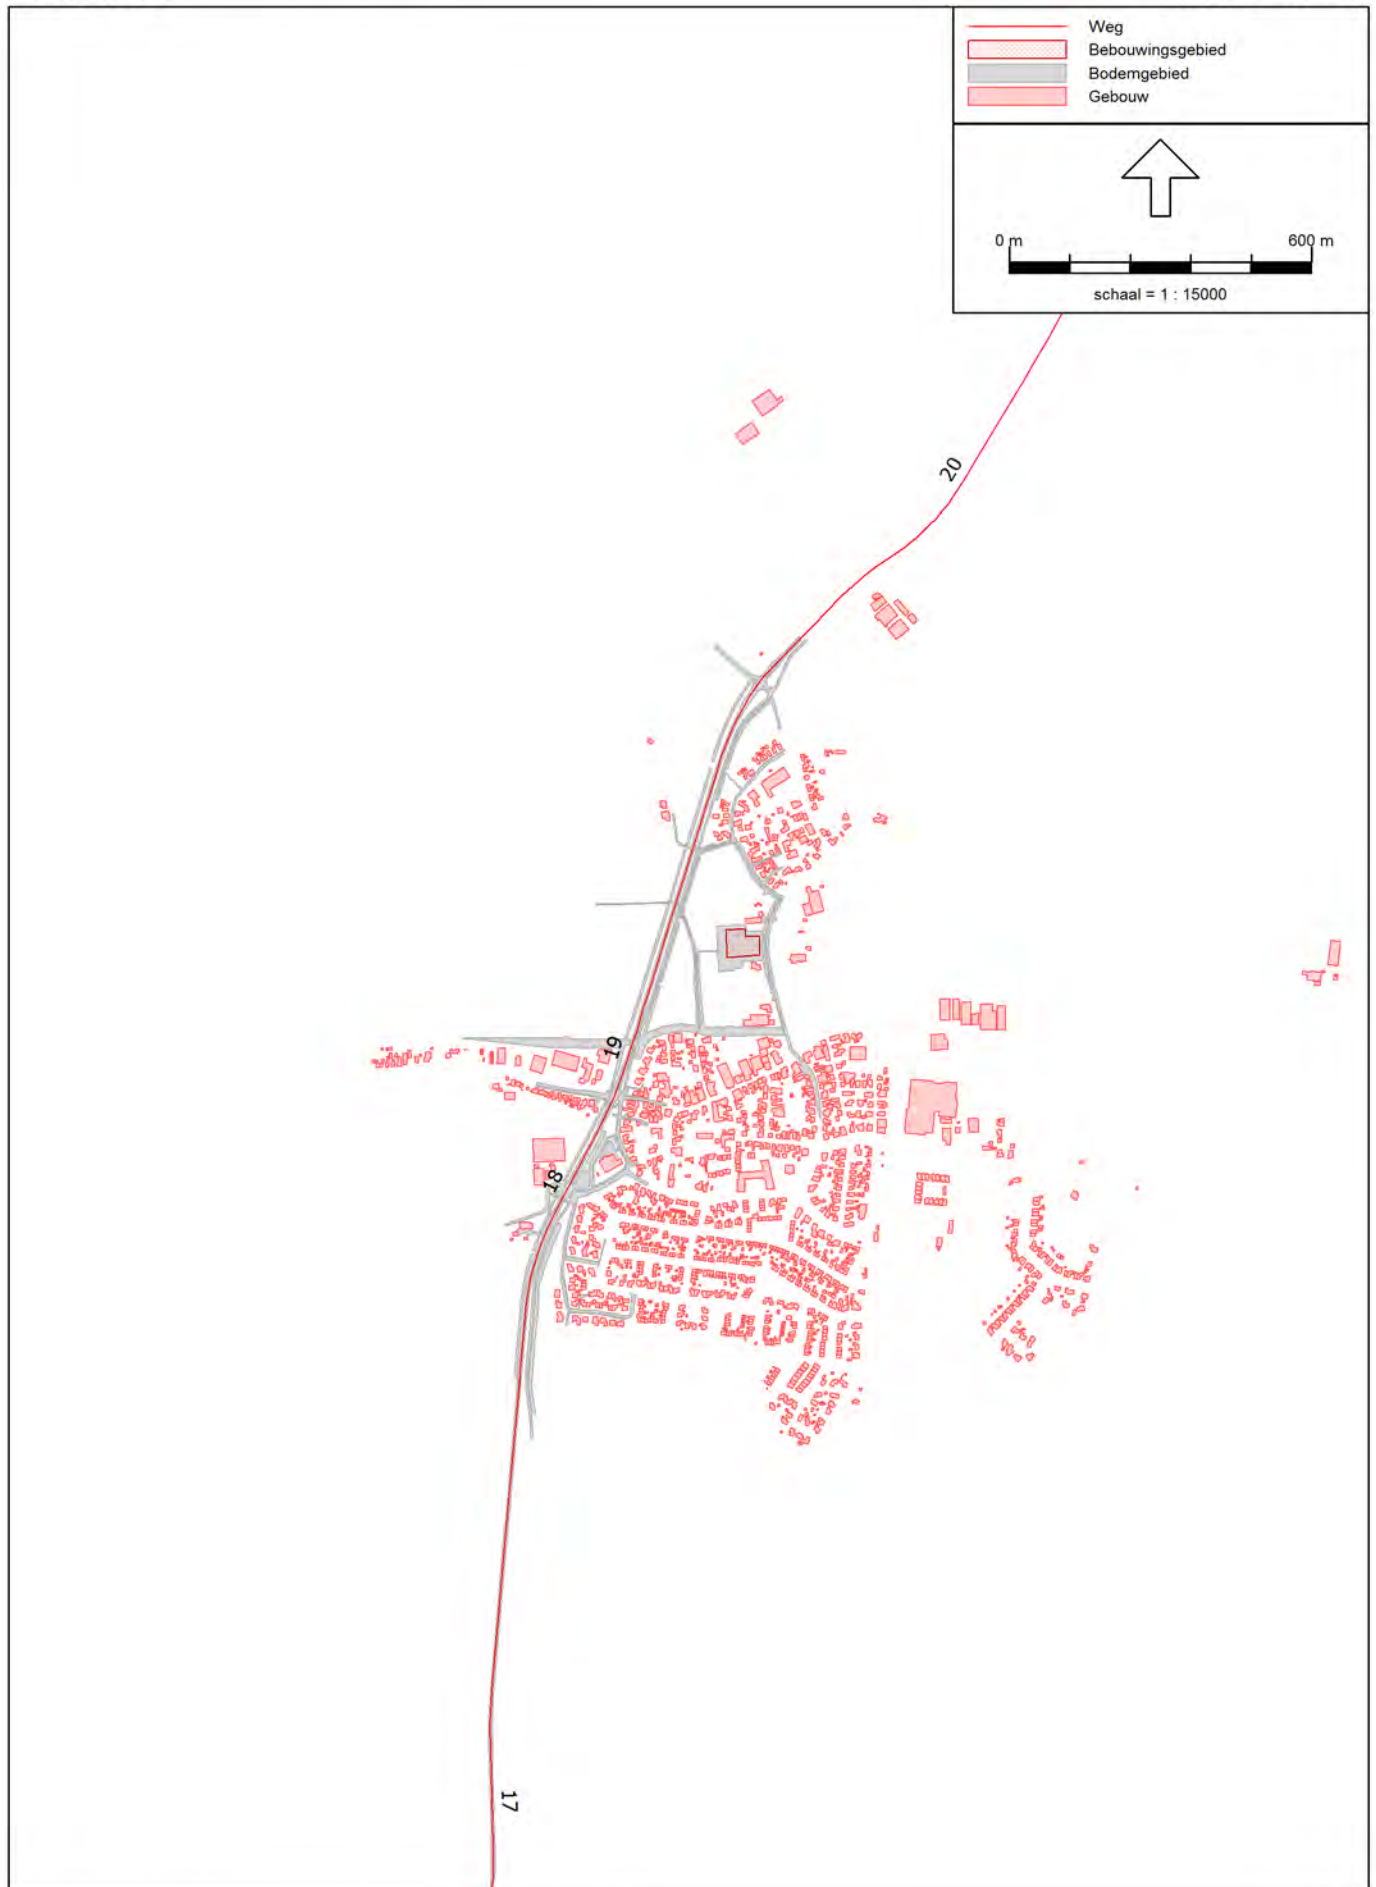 Weg
Bebouwingsgebied
Bodemgebied
Gebouw
0 m 600 m
schaal = 1 : 15000
20
19
18
17